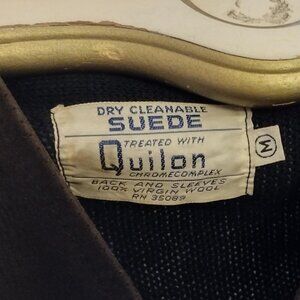 DRY CLEANABLE
SUEDE
TREATED WITH
Quilon
CHROMECOMPLEX
BACK AND SLEEVES
100% VIRGIN WOOL
RN 35089
M